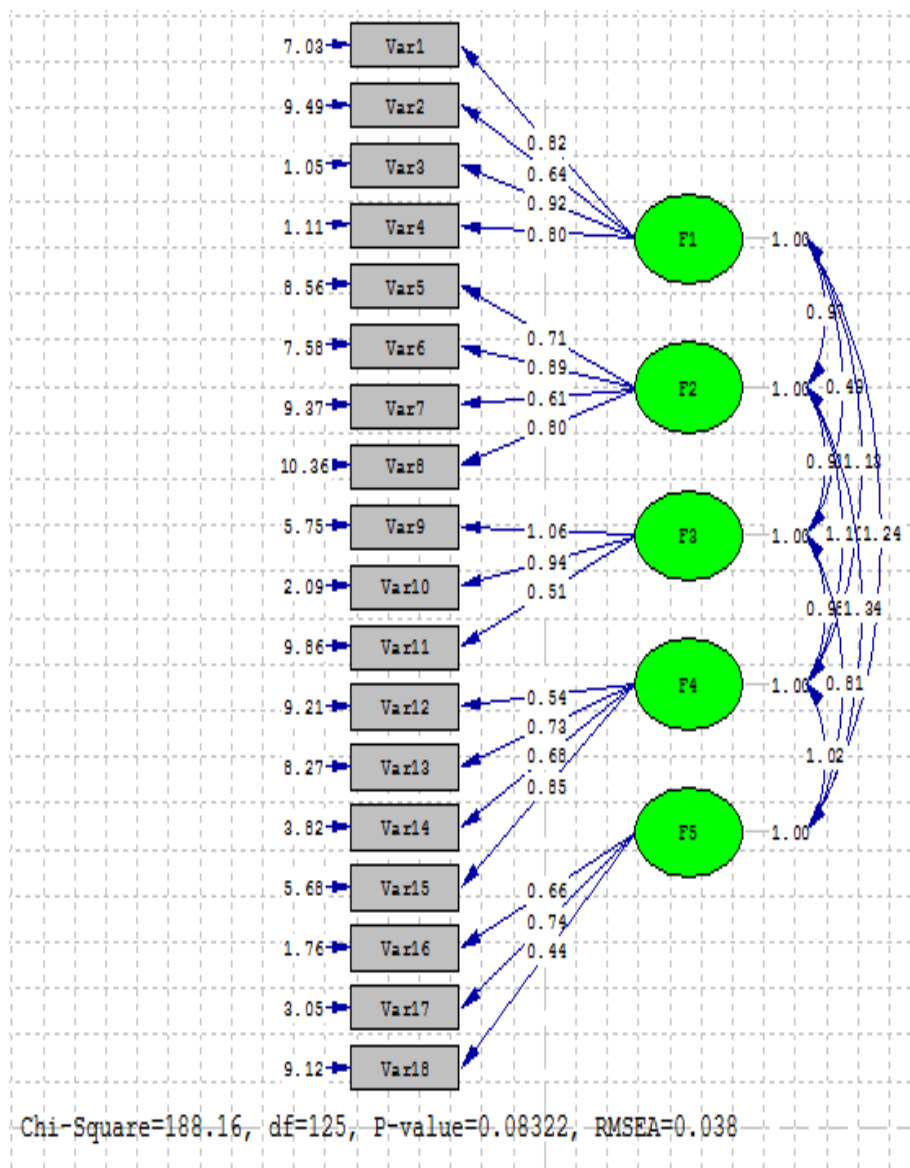 7.03 Var1
9.49 Var2
0.82
0.64
1.05 Var3
0.92
1.11 Var4
0.80
F1 1.00
8.56 Var5
0.71
7.58 Var6
0.89
F2 1.00
9.37 Var7
0.61
0.80
10.36 Var8
1.13
5.75 Var9
1.06
F3 1.00
1.24
0.94
2.09 Var10
0.51
1.34
9.86 Var11
9.21 Var12
0.54
F4 1.00
0.81
0.73
8.27 Var13
0.68
1.02
0.85
3.82 Var14
F5 1.00
5.68 Var15
0.66
0.74
1.76 Var16
0.44
3.05 Var17
9.12 Var18
Chi-Square=188.16, df=125, P-value=0.08322, RMSEA=0.038